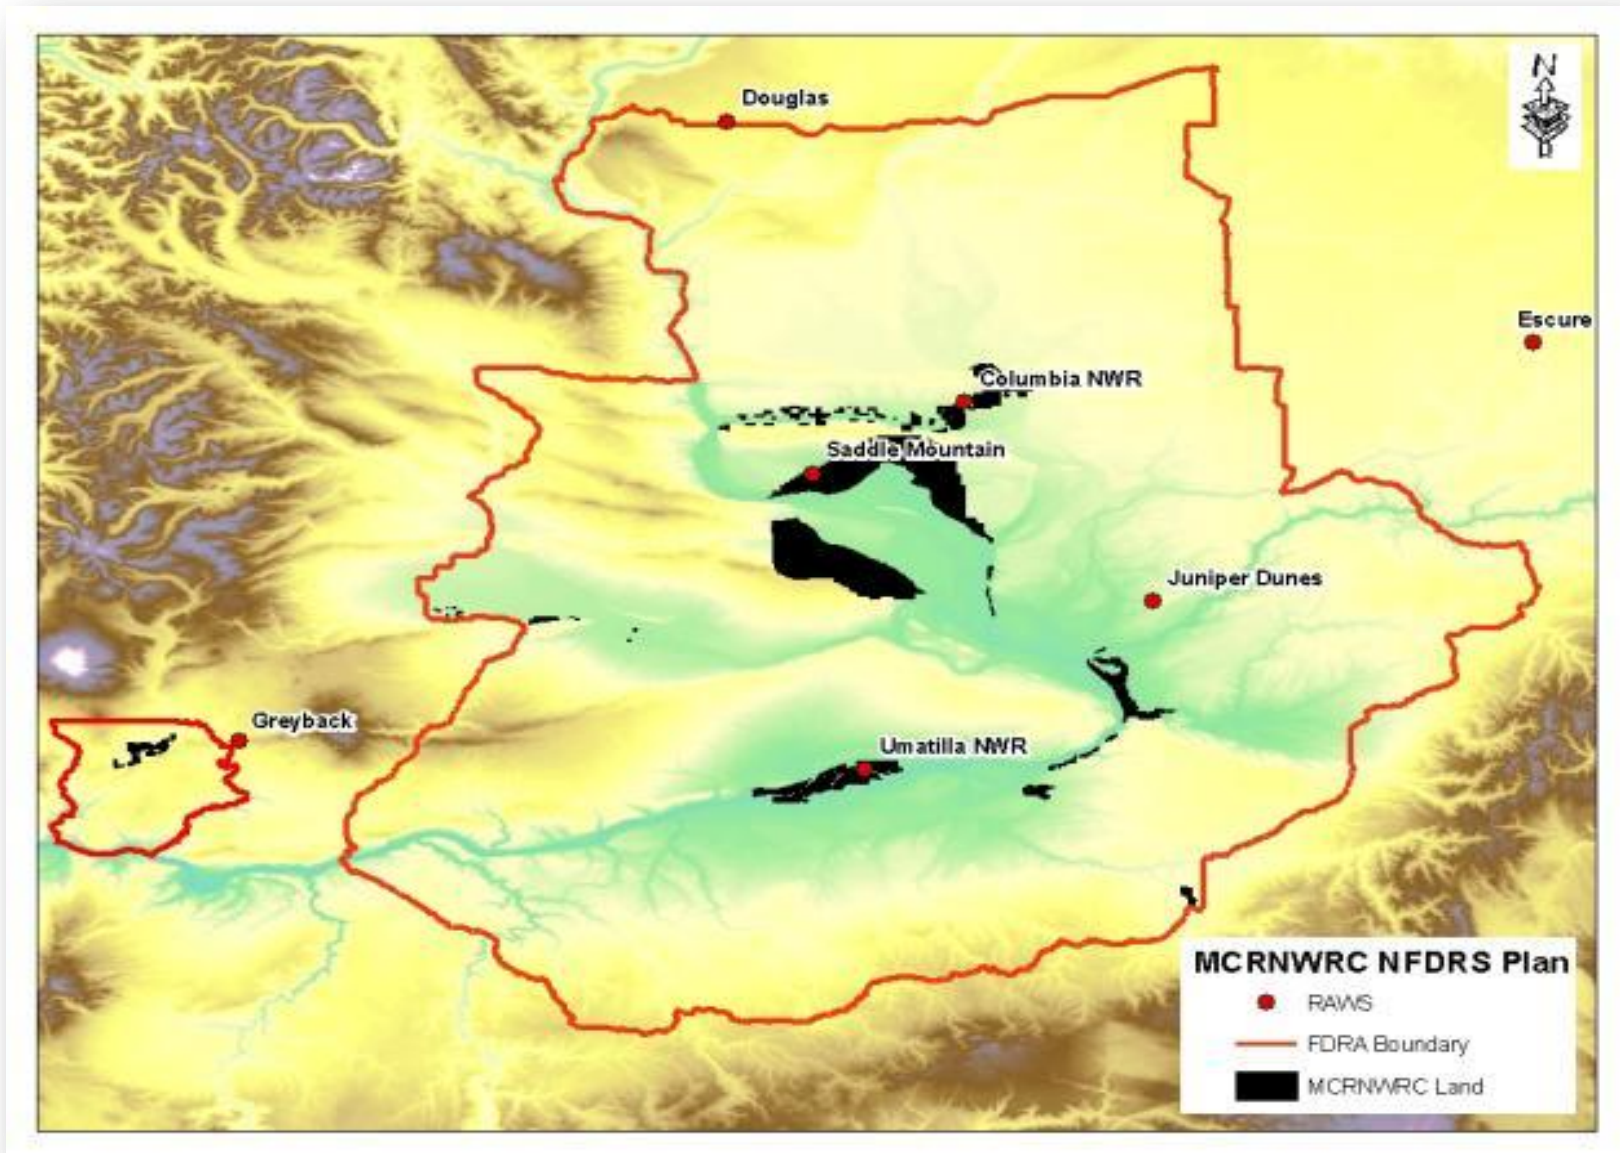 N
Douglas
Escure
Columbia NWR
Saddle Mountain
Juniper Dunes
Greyback
Umatilla NWR
MCRNWRC NFDRS Plan
RAWS
FDRA Boundary
MCRNWRC Land